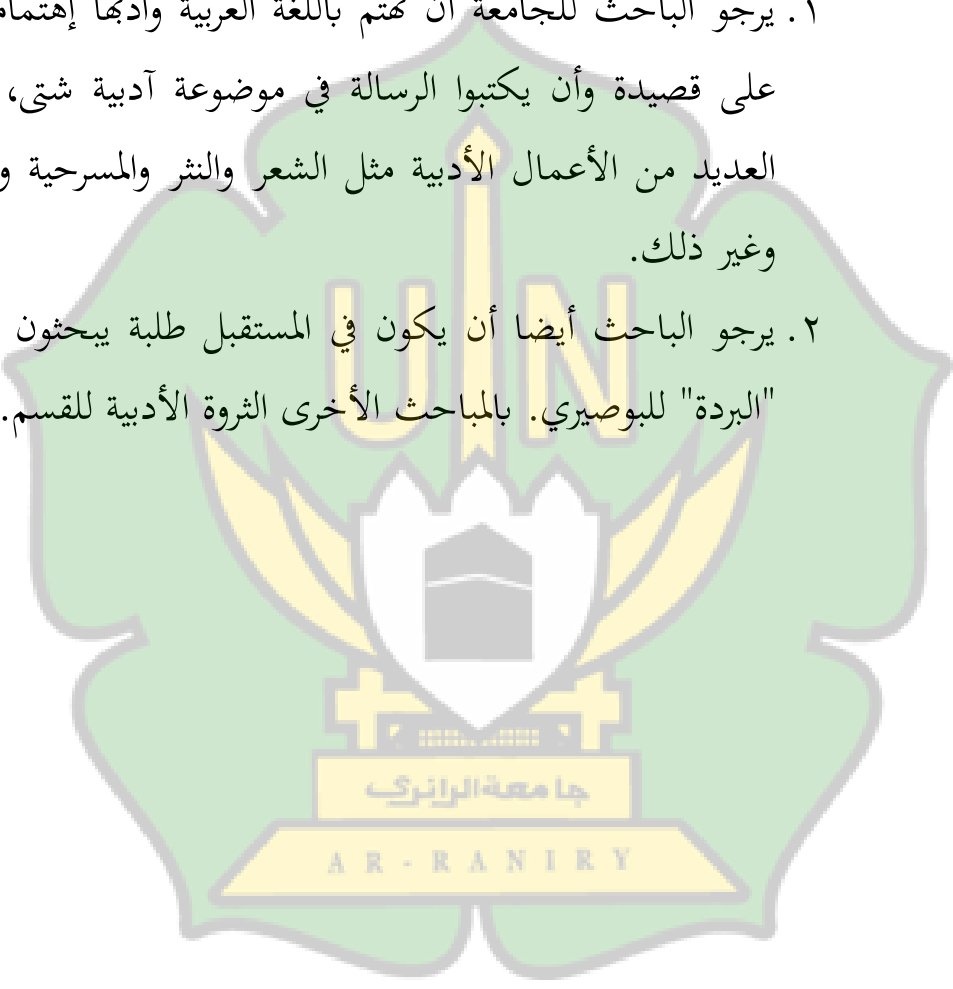 ١. يرجو الباحث للجامعة أن تهتم باللغة العربية وأدبها إهتماما
على قصيدة وأن يكتبوا الرسالة في موضوعة آدبية شتى،
العديد من الأعمال الأدبية مثل الشعر والنثر والمسرحية و
وغير ذلك.
٢. يرجو الباحث أيضا أن يكون في المستقبل طلبة يبحثون
"البردة" للبوصيري. بالمباحث الأخرى الثروة الأدبية للقسم.
UIN
جامعة الرانري
AR-RANIRY